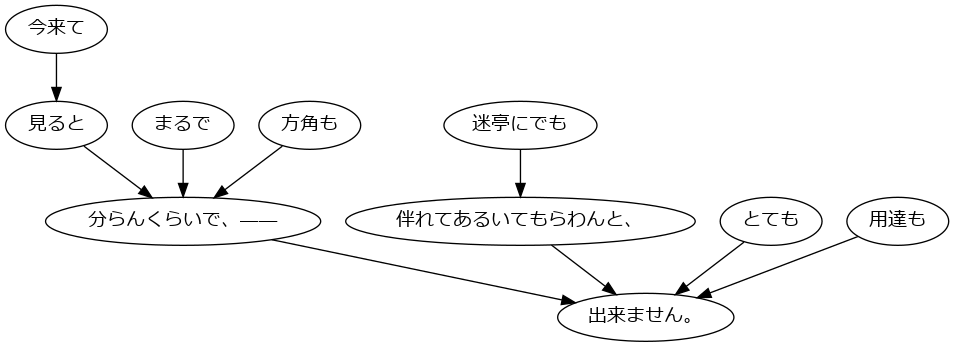 今来て
見ると
まるで
方角も
迷亭にでも
分らんくらいで、――
伴れてあるいてもらわんと、
とても
用達も
出来ません。